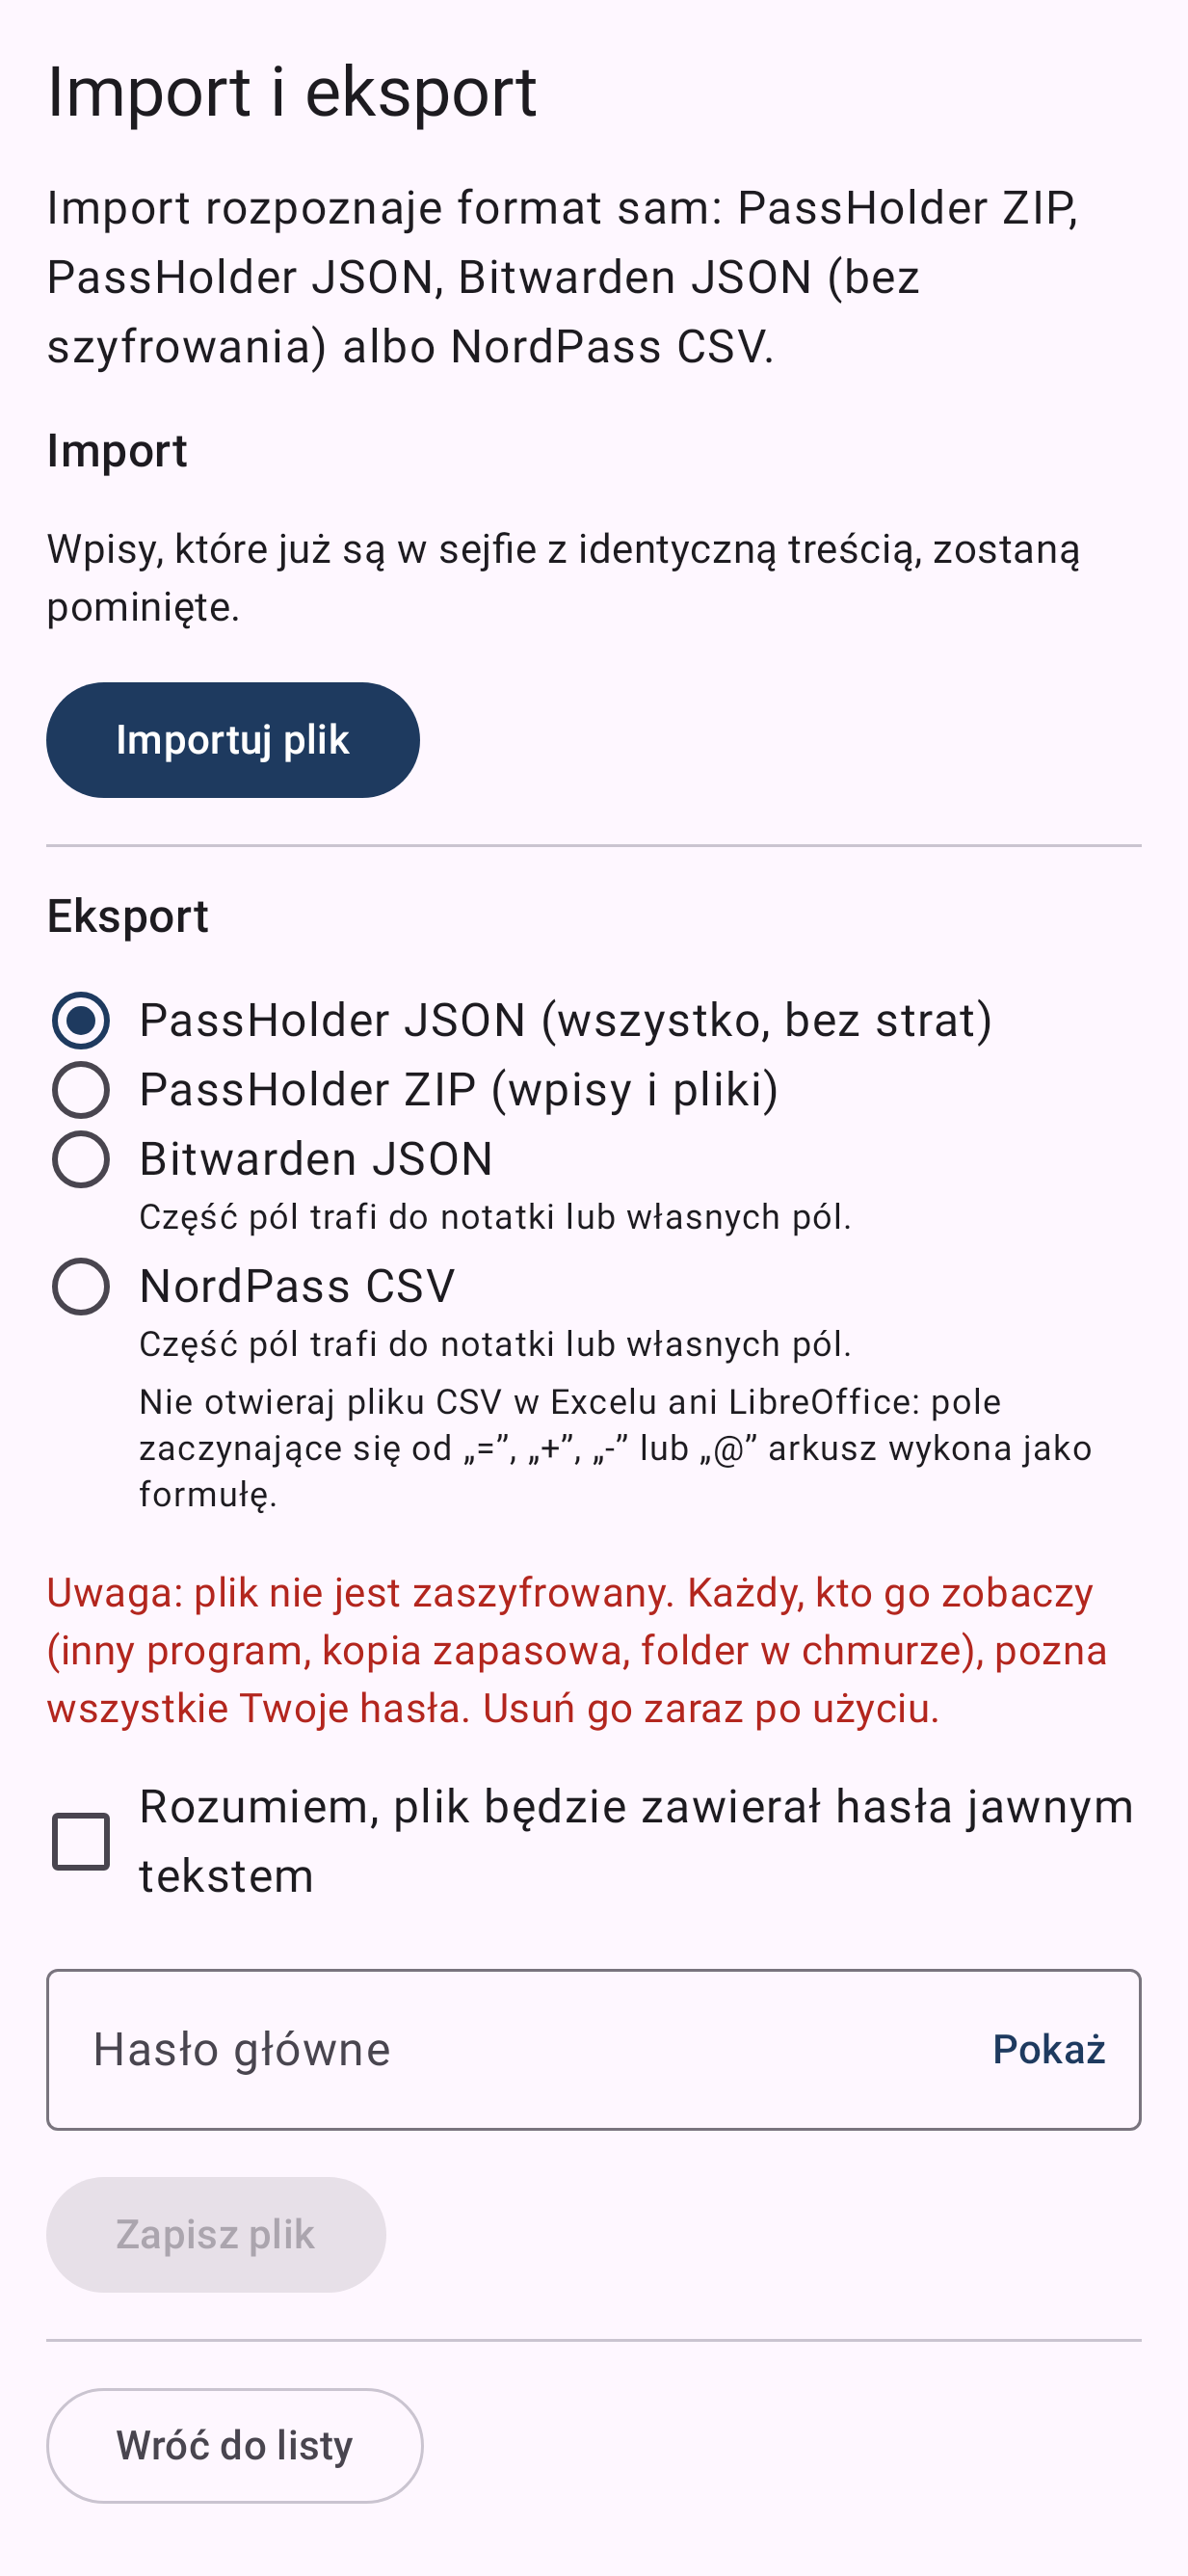 Import i eksport
Import rozpoznaje format sam: PassHolder ZIP,
PassHolder JSON, Bitwarden JSON (bez
szyfrowania) albo NordPass CSV.
Import
Wpisy, które już są w sejfie z identyczną treścią, zostaną
pominięte.
Importuj plik
Eksport
PassHolder JSON (wszystko, bez strat)
PassHolder ZIP (wpisy i pliki)
Bitwarden JSON
Część pól trafi do notatki lub własnych pól.
NordPass CSV
Część pól trafi do notatki lub własnych pól.
Nie otwieraj pliku CSV w Excelu ani LibreOffice: pole
zaczynające się od „=”, „+”, „-” lub „@” arkusz wykona jako
formułę.
Uwaga: plik nie jest zaszyfrowany. Każdy, kto go zobaczy
(inny program, kopia zapasowa, folder w chmurze), pozna
wszystkie Twoje hasła. Usuń go zaraz po użyciu.
Rozumiem, plik będzie zawierał hasła jawnym
tekstem
Hasło główne
Pokaż
Zapisz plik
Wróć do listy